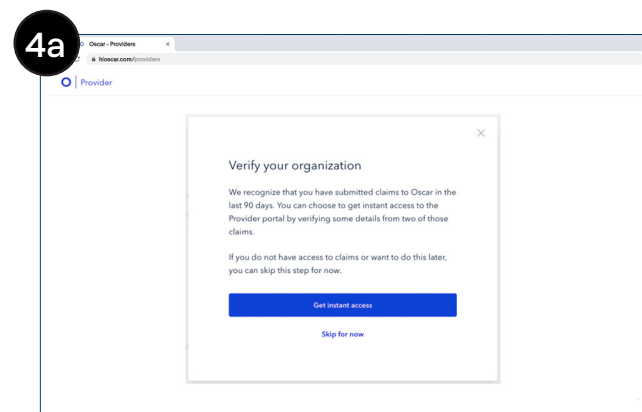 4a
Oscar - Providers
hioscar.com/providers
Provider
Verify your organization
We recognize that you have submitted claims to Oscar in the
last 90 days. You can choose to get instant access to the
Provider portal by verifying some details from two of those
claims.
If you do not have access to claims or want to do this later,
you can skip this step for now.
Get instant access
Skip for now